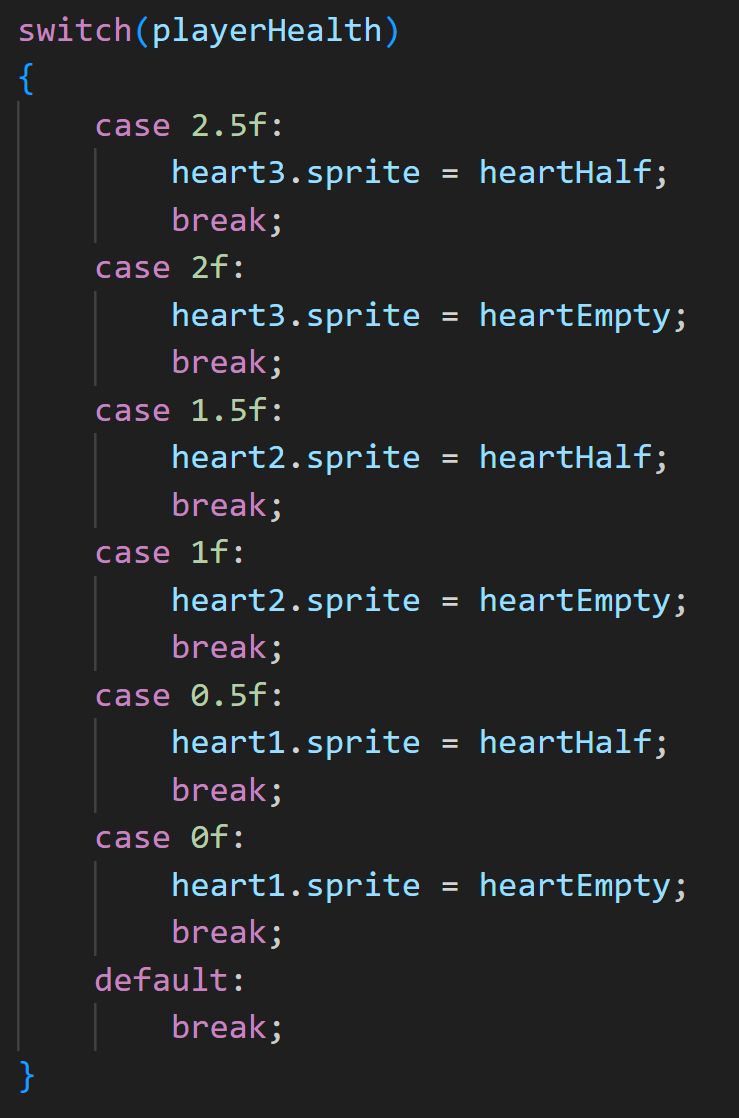 switch(playerHealth)
{
    case 2.5f:
        heart3.sprite = heartHalf;
        break;
    case 2f:
        heart3.sprite = heartEmpty;
        break;
    case 1.5f:
        heart2.sprite = heartHalf;
        break;
    case 1f:
        heart2.sprite = heartEmpty;
        break;
    case 0.5f:
        heart1.sprite = heartHalf;
        break;
    case 0f:
        heart1.sprite = heartEmpty;
        break;
    default:
        break;
}